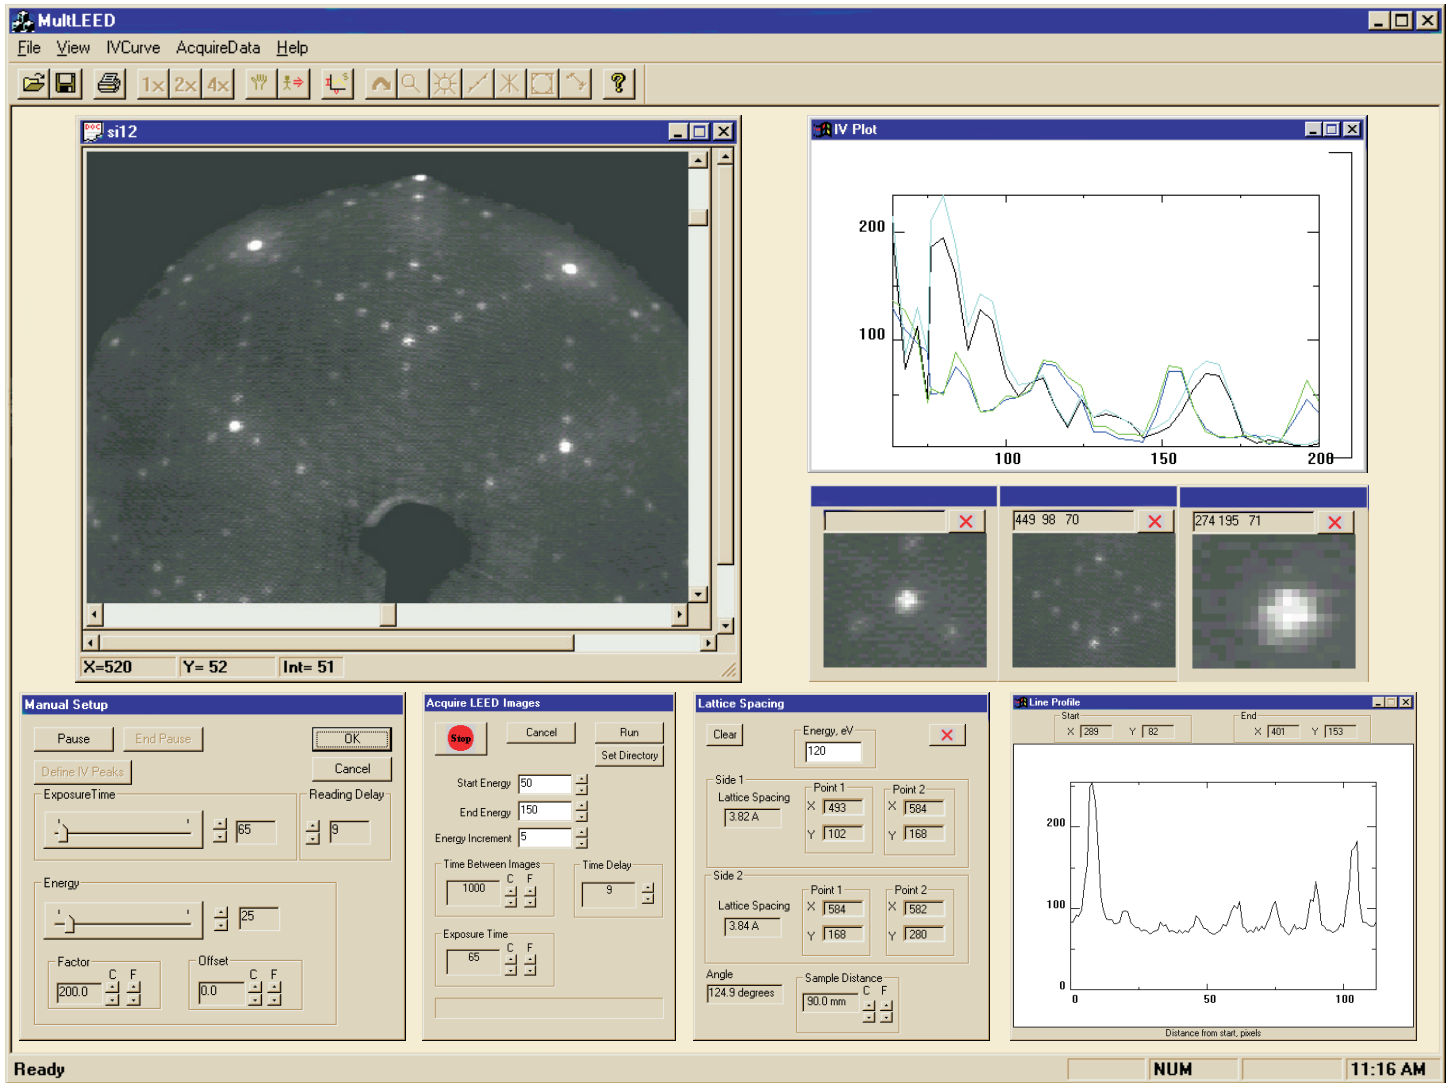 MultLEED
File View IVCurve AcquireData Help
1x 2x 4x
si12
X=520 Y= 52 Int= 51
IV Plot
200
100
100 150 200
449 98 70
274 195 71
Manual Setup
Pause End Pause OK
Define IV Peaks Cancel
ExposureTime Reading Delay
65 9
Energy
25
Factor Offset
C F C F
200.0 0.0
Acquire LEED Images
Stop Cancel Run
Set Directory
Start Energy 50
End Energy 150
Energy Increment 5
Time Between Images Time Delay
1000 C F 9
Exposure Time
65 C F
Lattice Spacing
Clear Energy, eV
120
Side 1
Lattice Spacing Point 1 Point 2
3.82 A X 493 X 584
Y 102 Y 168
Side 2
Lattice Spacing Point 1 Point 2
3.84 A X 584 X 582
Y 168 Y 280
Angle Sample Distance
124.9 degrees 90.0 mm C F
Line Profile
Start End
X 289 Y 82 X 401 Y 153
200
100
0
0 50 100
Distance from start, pixels
Ready NUM 11:16 AM